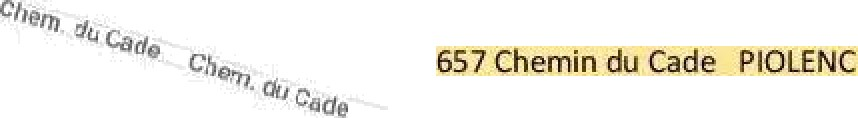 Chem. du Cade
Chem. du Cade
657 Chemin du Cade PIOLENC